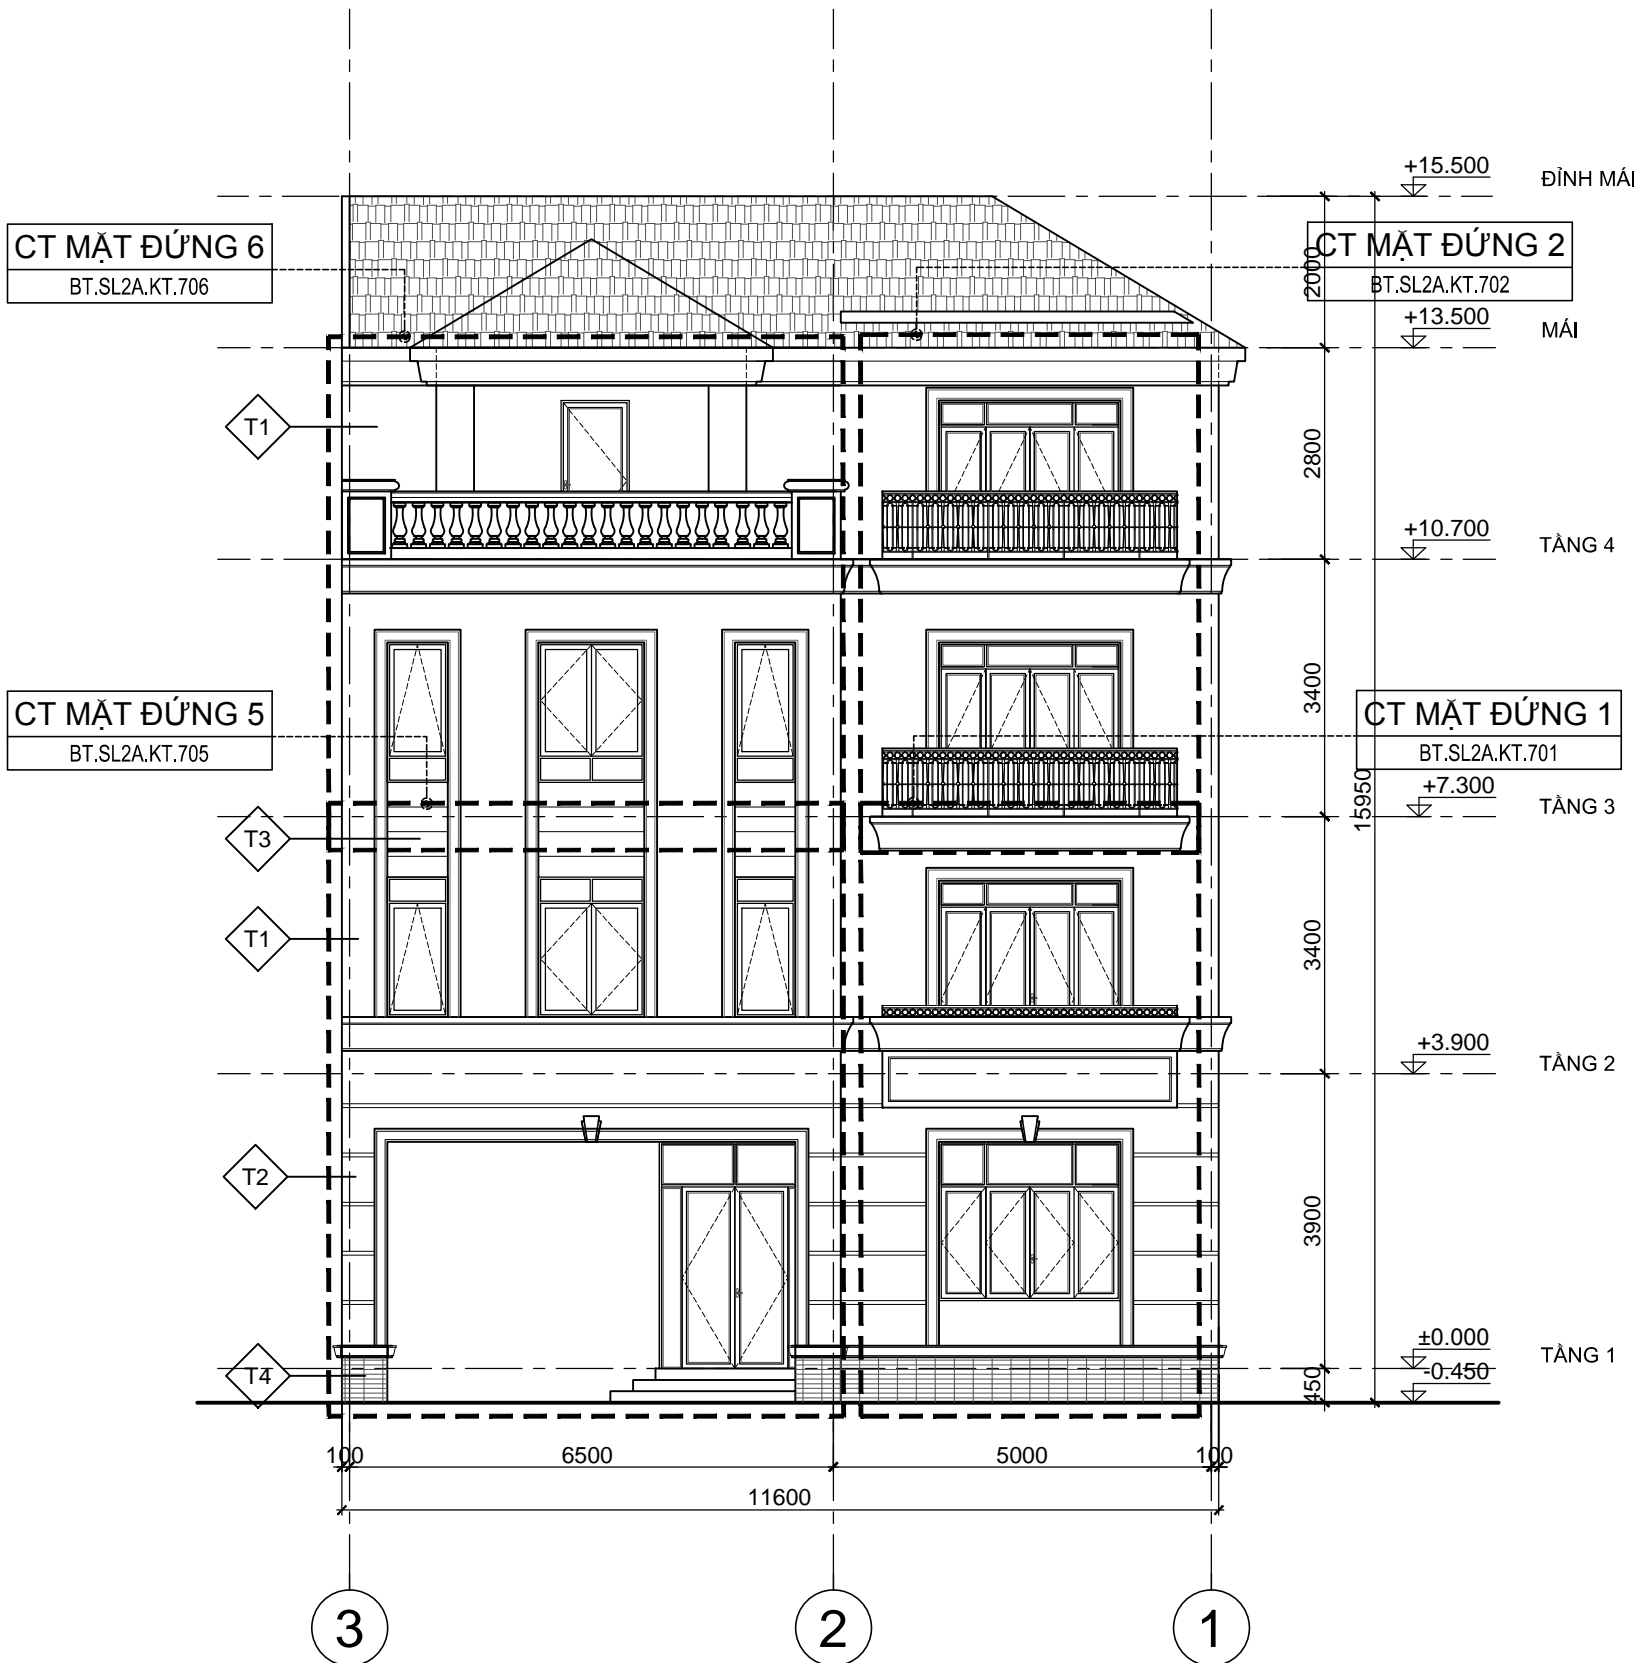 +15.500
ĐỈNH MÁI
CT MẶT ĐỨNG 6
BT.SL2A.KT.706
CT MẶT ĐỨNG 2
BT.SL2A.KT.702
2000
+13.500
MÁI
T1
2800
+10.700
TẦNG 4
3400
CT MẶT ĐỨNG 5
BT.SL2A.KT.705
CT MẶT ĐỨNG 1
BT.SL2A.KT.701
15950
+7.300
TẦNG 3
T3
T1
3400
+3.900
TẦNG 2
T2
3900
±0.000
TẦNG 1
T4
450
-0.450
100
6500
5000
100
11600
3
2
1